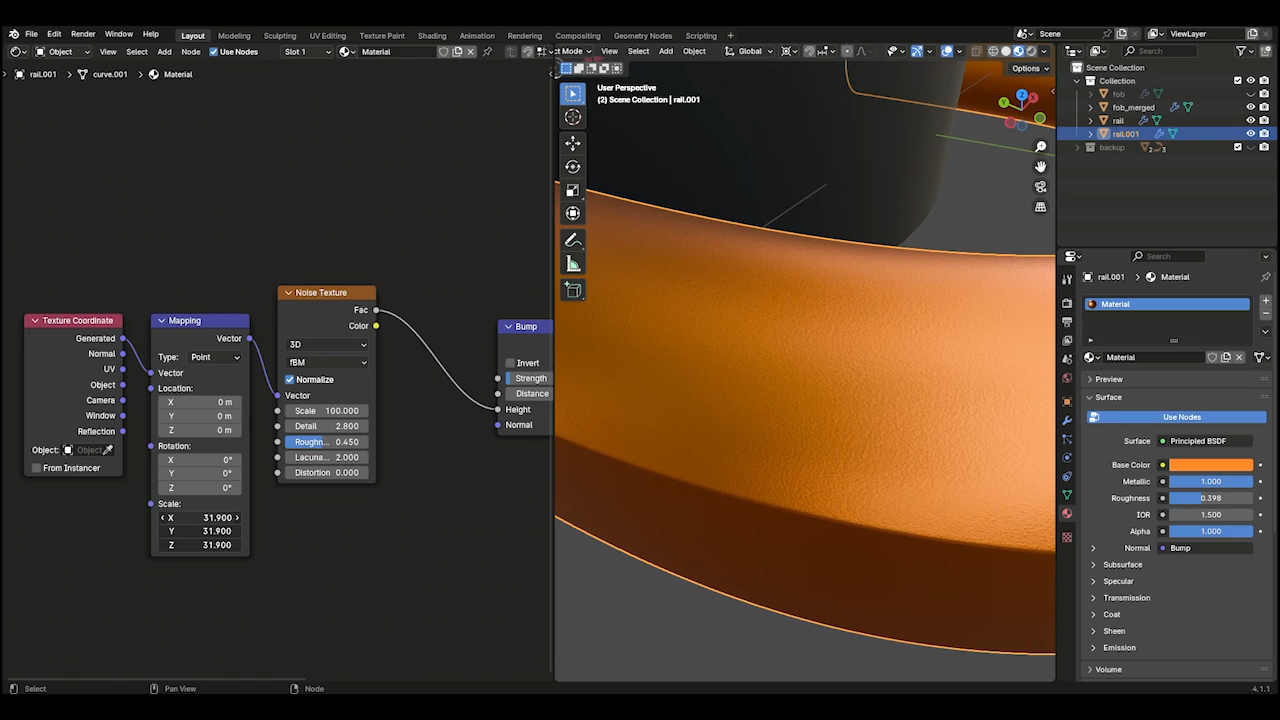 File Edit Render Window Help Layout Modeling Sculpting UV Editing Texture Paint Shading Animation Rendering Compositing Geometry Nodes Scripting Scene ViewLayer
Object View Select Add Node Use Nodes Slot 1 Material
t Mode View Select Add Object Global
Search
rail.001 curve.001 Material
Options
User Perspective
(2) Scene Collection | rail.001
Scene Collection
Collection
fob
fob_merged
rail
rail.001
backup
2 3
Z
X
Y
Texture Coordinate
Generated
Normal
UV
Object
Camera
Window
Reflection
Object: Object
From Instancer
Mapping
Vector
Type: Point
Vector
Location:
X 0 m
Y 0 m
Z 0 m
Rotation:
X 0°
Y 0°
Z 0°
Scale:
X 31.900
Y 31.900
Z 31.900
Noise Texture
Fac
Color
3D
fBM
Normalize
Vector
Scale 100.000
Detail 2.800
Roughn... 0.450
Lacuna... 2.000
Distortion 0.000
Bump
Invert
Strength
Distance
Height
Normal
Search
rail.001 Material
Material
Material
Preview
Surface
Use Nodes
Surface Principled BSDF
Base Color
Metallic 1.000
Roughness 0.398
IOR 1.500
Alpha 1.000
Normal Bump
Subsurface
Specular
Transmission
Coat
Sheen
Emission
Volume
Select Pan View Node 4.1.1